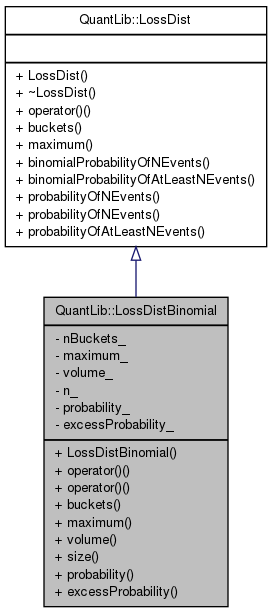 QuantLib::LossDist
+ LossDist()
+ ~LossDist()
+ operator()()
+ buckets()
+ maximum()
+ binomialProbabilityOfNEvents()
+ binomialProbabilityOfAtLeastNEvents()
+ probabilityOfNEvents()
+ probabilityOfNEvents()
+ probabilityOfAtLeastNEvents()
QuantLib::LossDistBinomial
- nBuckets_
- maximum_
- volume_
- n_
- probability_
- excessProbability_
+ LossDistBinomial()
+ operator()()
+ operator()()
+ buckets()
+ maximum()
+ volume()
+ size()
+ probability()
+ excessProbability()